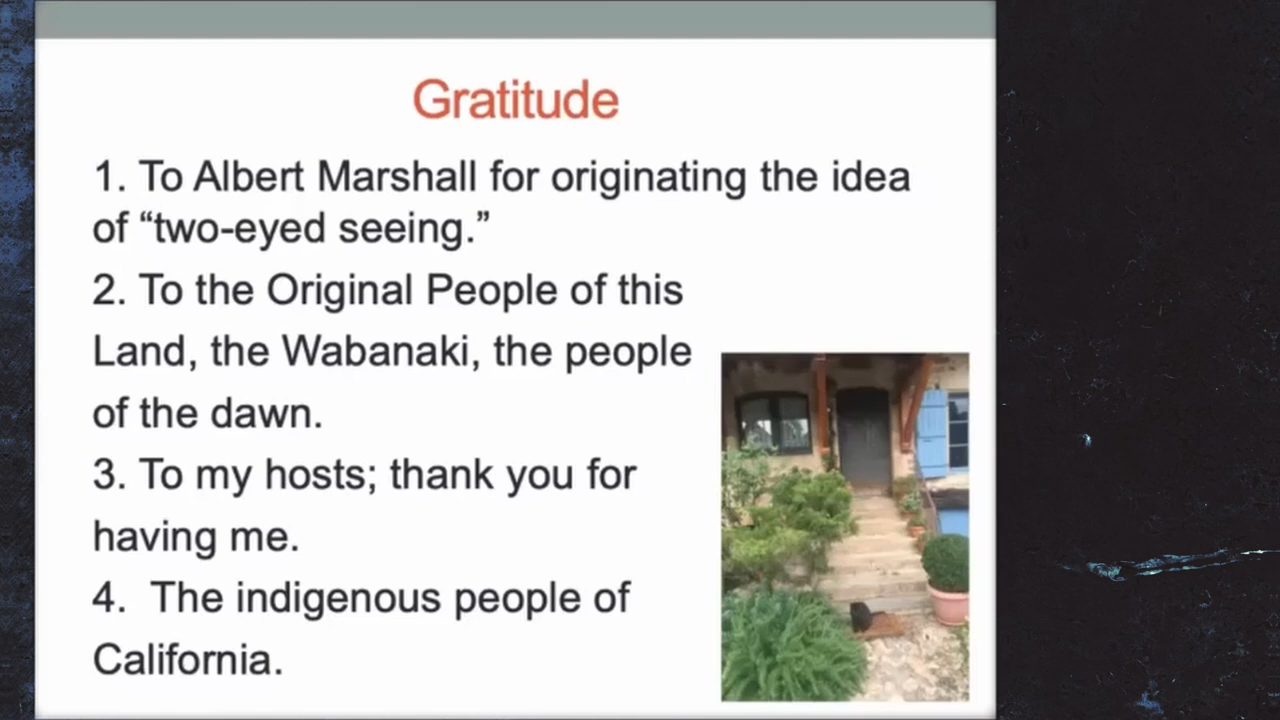 Gratitude
1. To Albert Marshall for originating the idea
of “two-eyed seeing.”
2. To the Original People of this
Land, the Wabanaki, the people
of the dawn.
3. To my hosts; thank you for
having me.
4.  The indigenous people of
California.